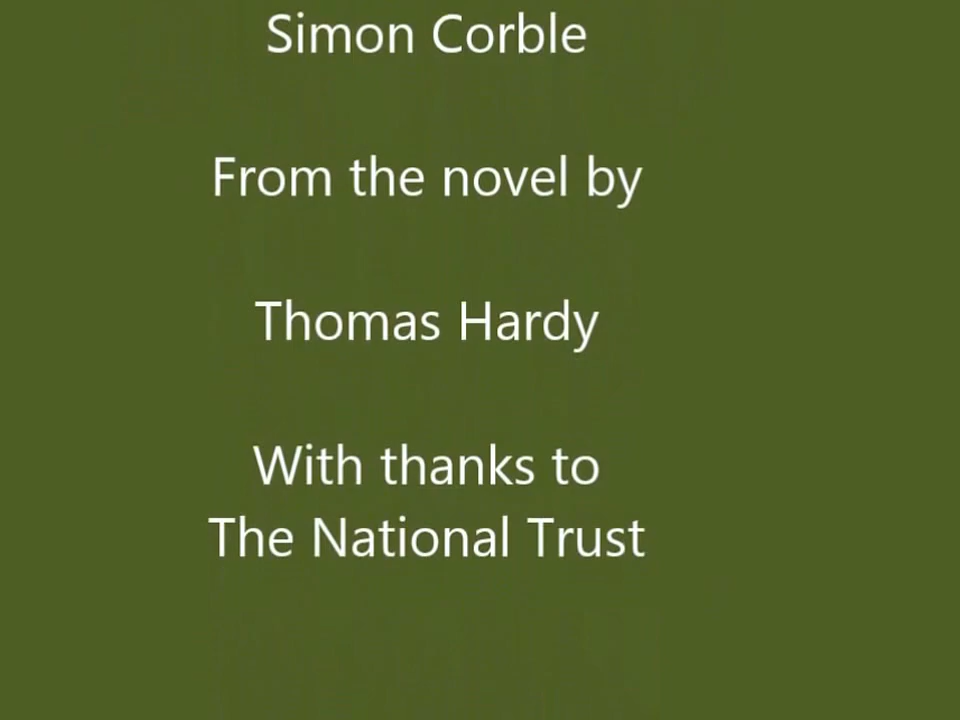 Simon Corble
From the novel by
Thomas Hardy
With thanks to
The National Trust